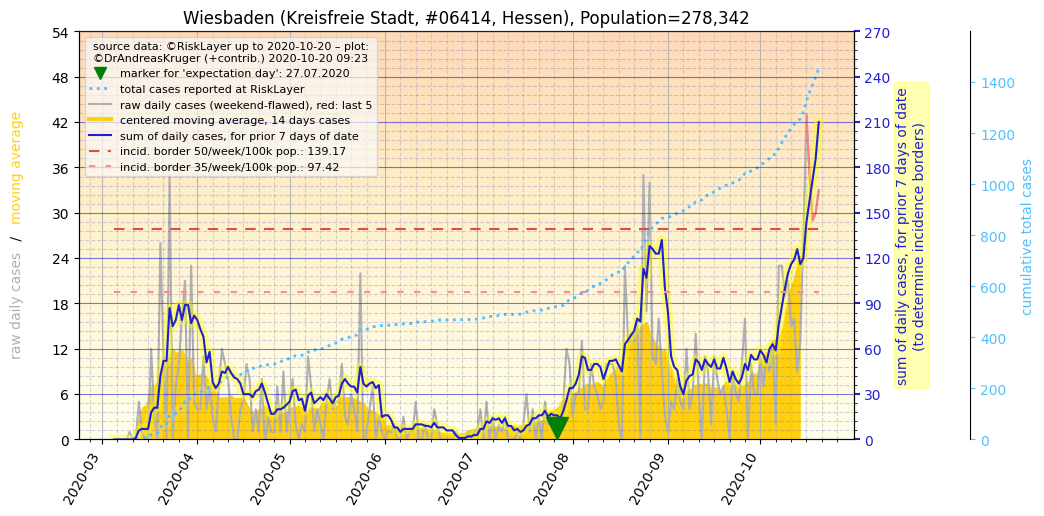 Wiesbaden (Kreisfreie Stadt, #06414, Hessen), Population=278,342
source data: ©RiskLayer up to 2020-10-20 – plot:
©DrAndreasKruger (+contrib.) 2020-10-20 09:23
marker for 'expectation day': 27.07.2020
total cases reported at RiskLayer
raw daily cases (weekend-flawed), red: last 5
centered moving average, 14 days cases
sum of daily cases, for prior 7 days of date
incid. border 50/week/100k pop.: 139.17
incid. border 35/week/100k pop.: 97.42
raw daily cases / moving average
54
48
42
36
30
24
18
12
6
0
2020-03
2020-04
2020-05
2020-06
2020-07
2020-08
2020-09
2020-10
270
240
210
180
150
120
90
60
30
0
sum of daily cases, for prior 7 days of date
(to determine incidence borders)
1400
1200
1000
800
600
400
200
0
cumulative total cases